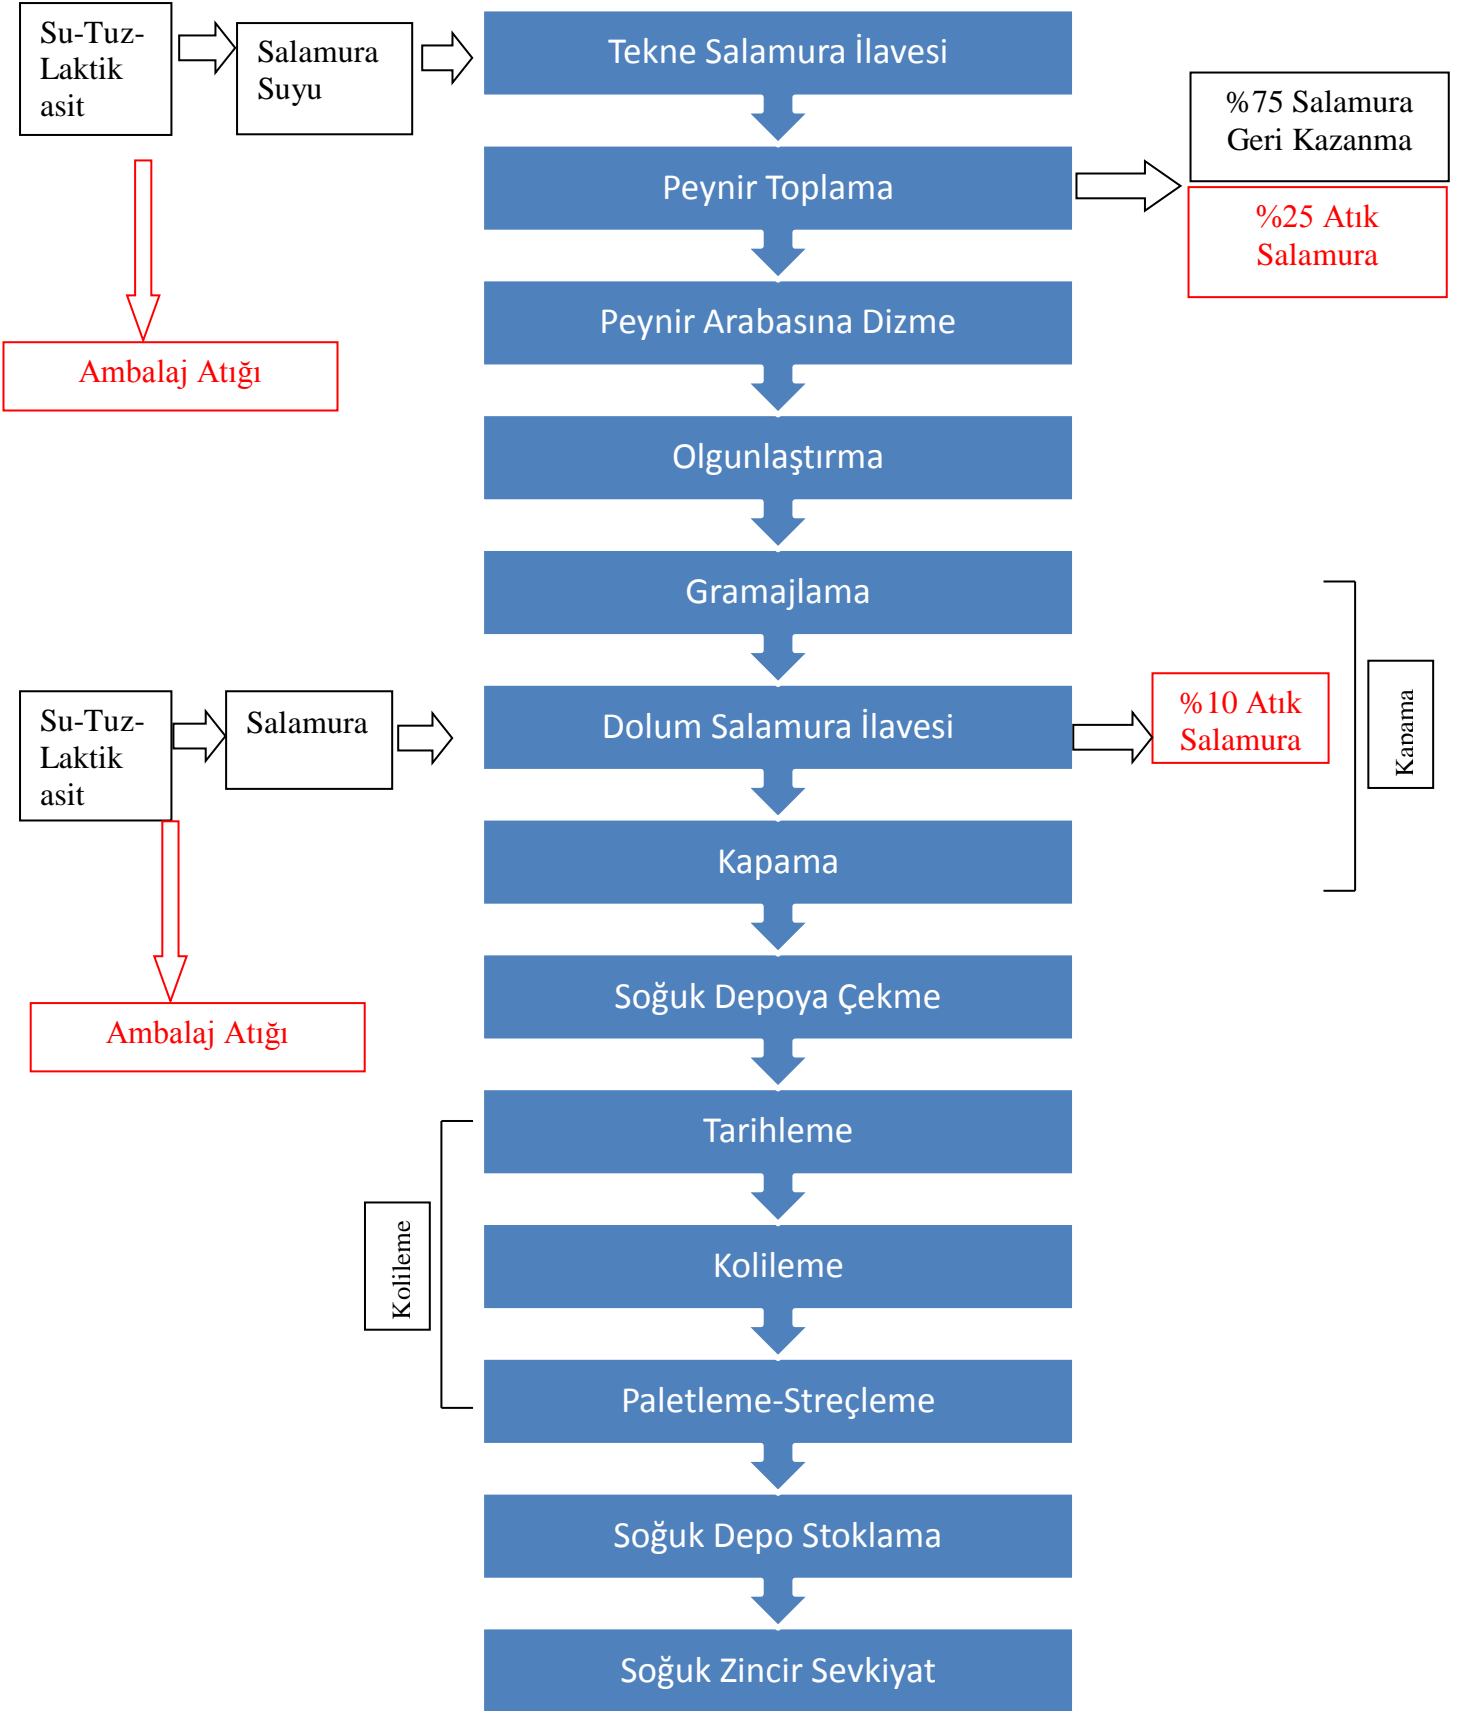 Su-Tuz-
Laktik
asit
Salamura
Suyu
Tekne Salamura İlavesi
%75 Salamura
Geri Kazanma
Peynir Toplama
%25 Atık
Salamura
Peynir Arabasına Dizme
Ambalaj Atığı
Olgunlaştırma
Gramajlama
Su-Tuz-
Laktik
asit
Salamura
Dolum Salamura İlavesi
%10 Atık
Salamura
Kapama
Kapama
Soğuk Depoya Çekme
Ambalaj Atığı
Tarihleme
Kolileme
Kolileme
Paletleme-Streçleme
Soğuk Depo Stoklama
Soğuk Zincir Sevkiyat